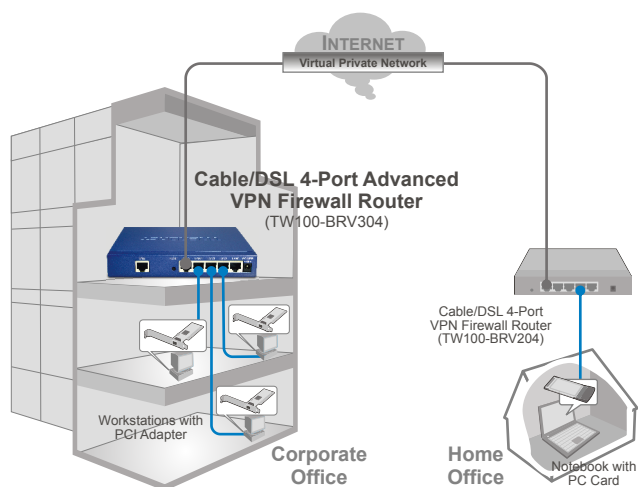 INTERNET
Virtual Private Network
Cable/DSL 4-Port Advanced
VPN Firewall Router
(TW100-BRV304)
Cable/DSL 4-Port
VPN Firewall Router
(TW100-BRV204)
Workstations with
PCI Adapter
Corporate
Office
Home
Office
Notebook with
PC Card